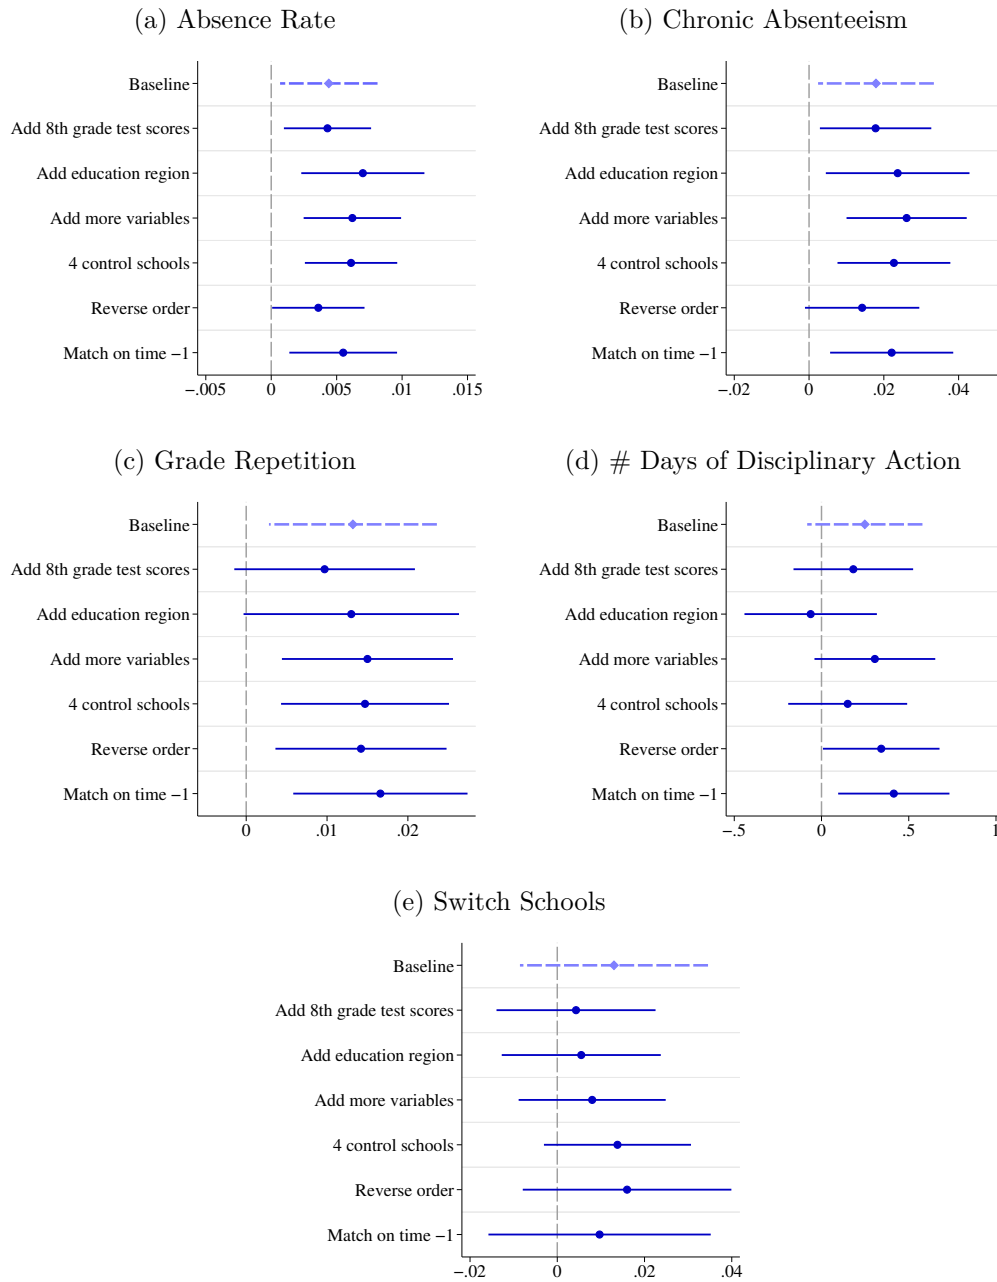 (a) Absence Rate
Baseline
Add 8th grade test scores
Add education region
Add more variables
4 control schools
Reverse order
Match on time −1
−.005 0 .005 .01 .015
(b) Chronic Absenteeism
Baseline
Add 8th grade test scores
Add education region
Add more variables
4 control schools
Reverse order
Match on time −1
−.02 0 .02 .04
(c) Grade Repetition
Baseline
Add 8th grade test scores
Add education region
Add more variables
4 control schools
Reverse order
Match on time −1
0 .01 .02
(d) # Days of Disciplinary Action
Baseline
Add 8th grade test scores
Add education region
Add more variables
4 control schools
Reverse order
Match on time −1
−.5 0 .5 1
(e) Switch Schools
Baseline
Add 8th grade test scores
Add education region
Add more variables
4 control schools
Reverse order
Match on time −1
−.02 0 .02 .04